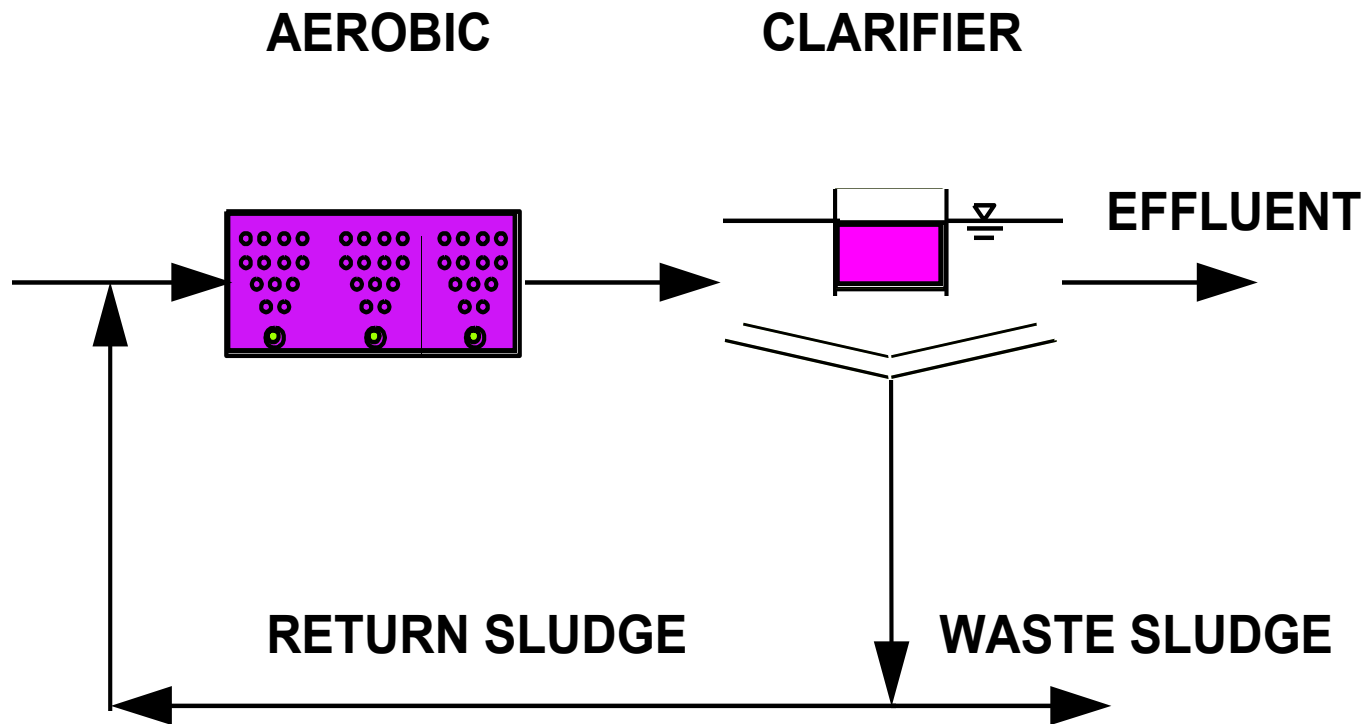 AEROBIC
CLARIFIER
EFFLUENT
RETURN SLUDGE
WASTE SLUDGE